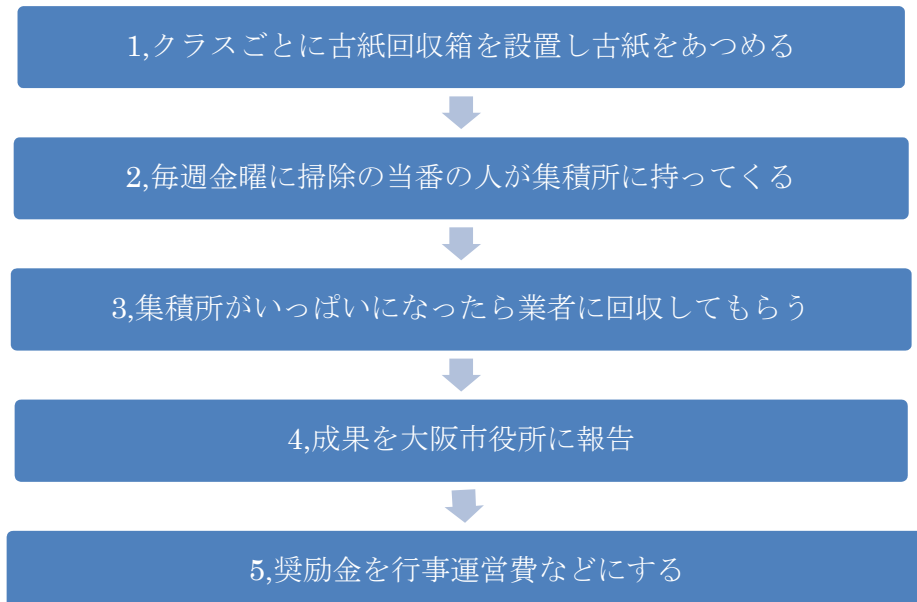 1,クラスごとに古紙回収箱を設置し古紙をあつめる
2,毎週金曜に掃除の当番の人が集積所に持ってくる
3,集積所がいっぱいになったら業者に回収してもらう
4,成果を大阪市役所に報告
5,奨励金を行事運営費などにする